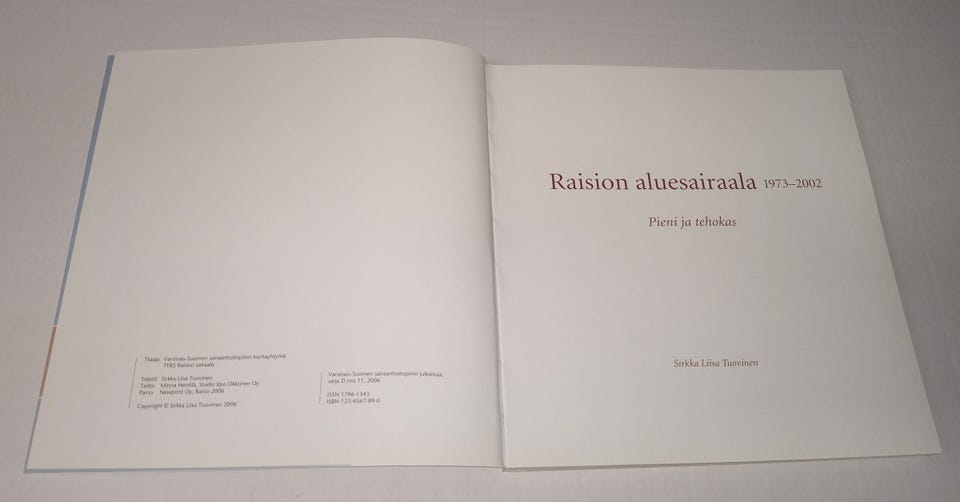 Tilaaja Varsinais-Suomen sairaanhoitopiirin kuntayhtymä
TYKS Raision sairaala
Tekstit Sirkka Liisa Tuovinen
Taitto Minna Hentilä, Studio Ilpo Okkonen Oy
Paino Newprint Oy, Raisio 2006
Copyright © Sirkka Liisa Tuovinen 2006
Varsinais-Suomen sairaanhoitopiirin julkaisuja,
sarja D nro 11, 2006
ISSN 1796-1343
ISBN 123-4567-89-0
Raision aluesairaala 1973–2002
Pieni ja tehokas
Sirkka Liisa Tuovinen